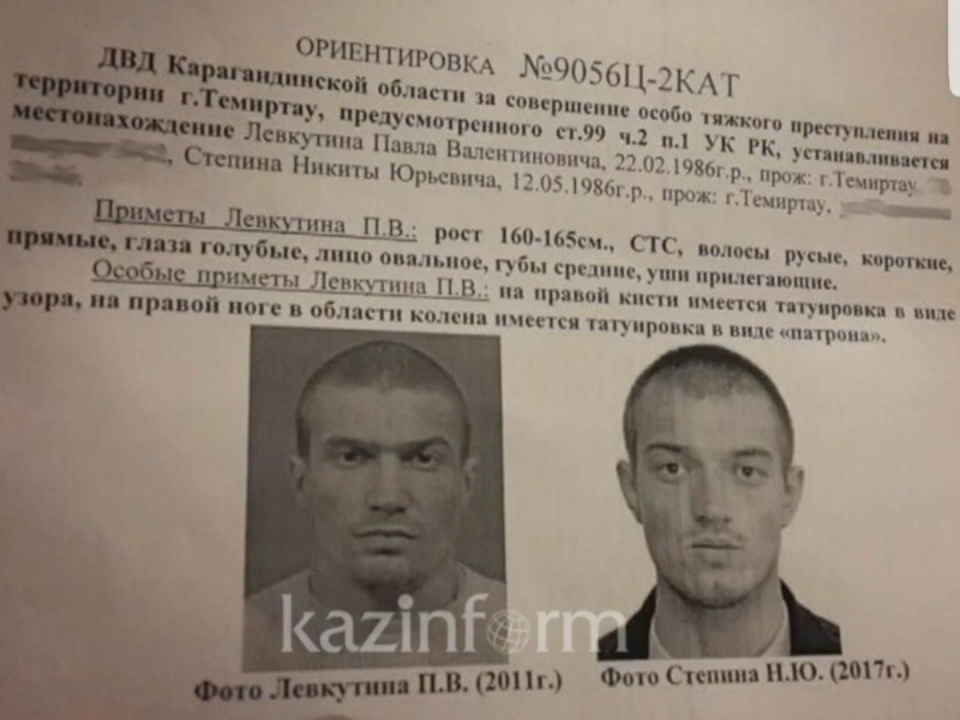 ОРИЕНТИРОВКА №9056Ц-2КАТ
ДВД Карагандинской области за совершение особо тяжкого преступления на
территории г.Темиртау, предусмотренного ст.99 ч.2 п.1 УК РК, устанавливается
местонахождение Левкутина Павла Валентиновича, 22.02.1986г.р., прож: г.Темиртау
, Степина Никиты Юрьевича, 12.05.1986г.р., прож: г.Темиртау,
Приметы Левкутина П.В.: рост 160-165см., СТС, волосы русые, короткие,
прямые, глаза голубые, лицо овальное, губы средние, уши прилегающие.
Особые приметы Левкутина П.В.: на правой кисти имеется татуировка в виде
узора, на правой ноге в области колена имеется татуировка в виде «патрона».
kazinform
Фото Левкутина П.В. (2011г.) Фото Степина Н.Ю. (2017г.)